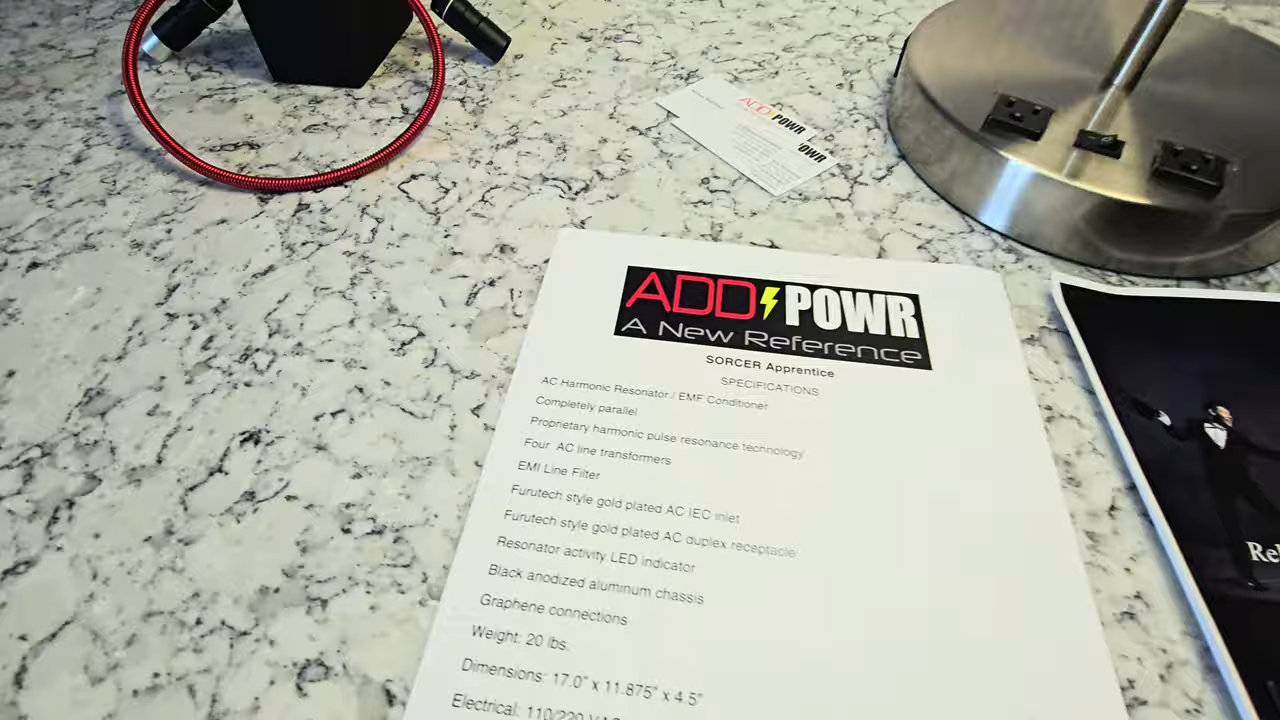 ADD POWR
POWR
ADD POWR
A New Reference
SORCER Apprentice
SPECIFICATIONS
AC Harmonic Resonator / EMF Conditioner
Completely parallel
Proprietary harmonic pulse resonance technology
Four AC line transformers
EMI Line Filter
Furutech style gold plated AC IEC inlet
Furutech style gold plated AC duplex receptacle
Resonator activity LED indicator
Black anodized aluminum chassis
Graphene connections
Weight: 20 lbs.
Dimensions: 17.0" x 11.875" x 4.5"
Electrical: 110/220 VAC
Rel